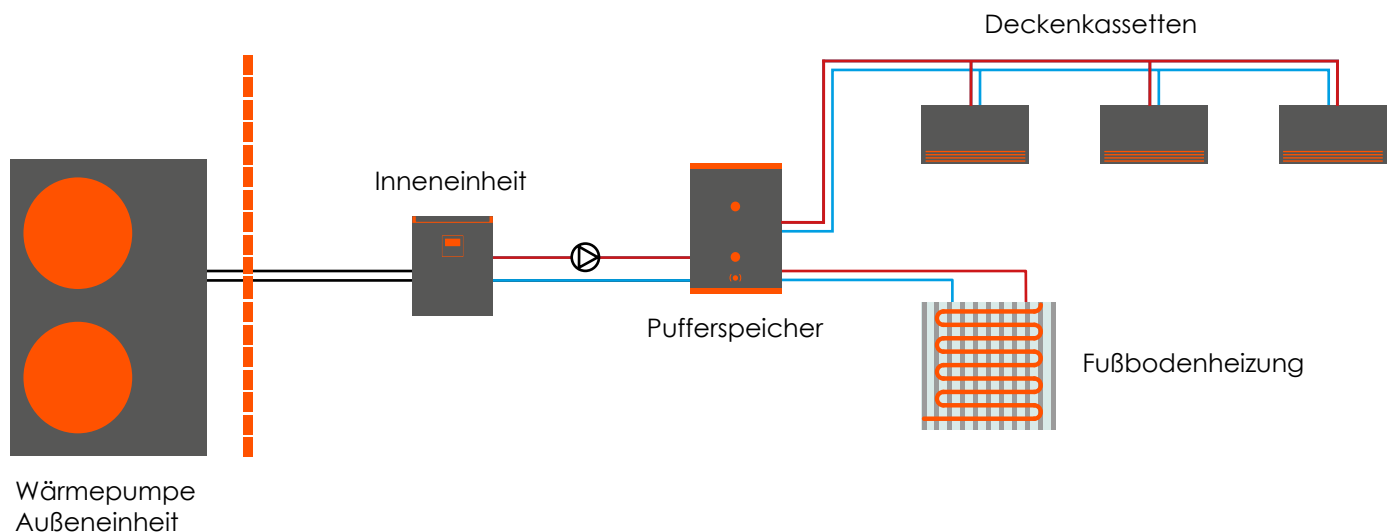 Deckenkassetten
Inneneinheit
Pufferspeicher
Fußbodenheizung
Wärmepumpe
Außeneinheit